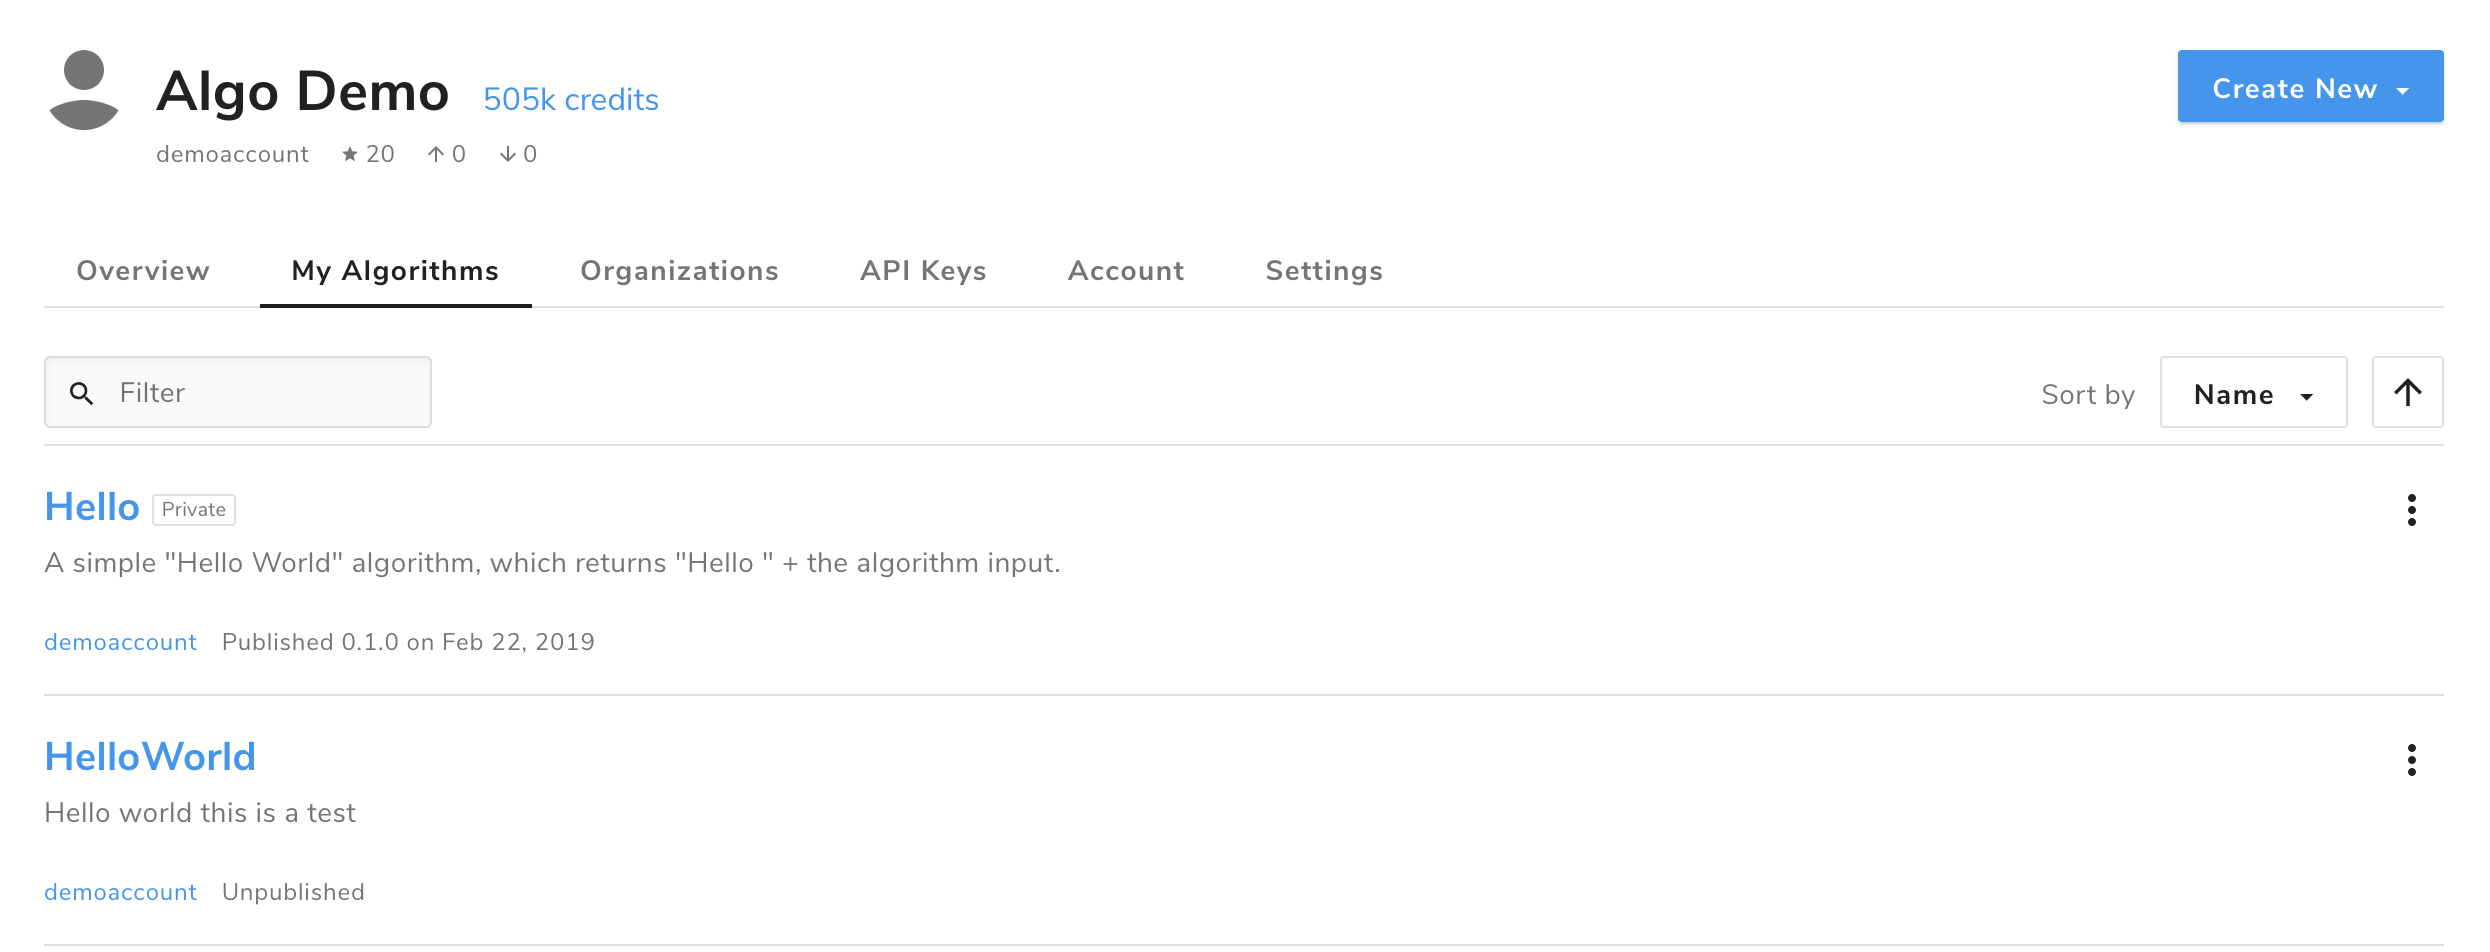 Algo Demo 505k credits
Create New
demoaccount 20 0 0
Overview My Algorithms Organizations API Keys Account Settings
Filter
Sort by Name
Hello Private
A simple "Hello World" algorithm, which returns "Hello " + the algorithm input.
demoaccount Published 0.1.0 on Feb 22, 2019
HelloWorld
Hello world this is a test
demoaccount Unpublished